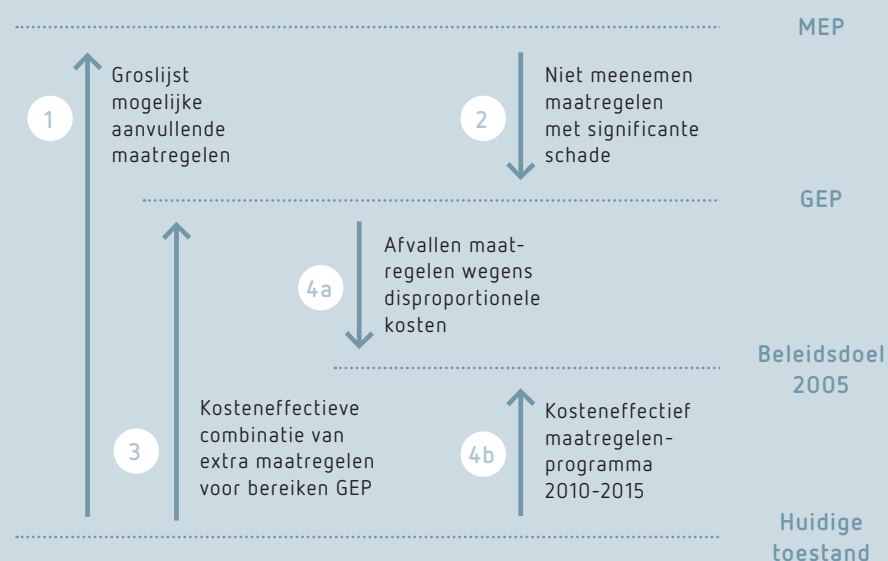 MEP
1
Groslijst
mogelijke
aanvullende
maatregelen
2
Niet meenemen
maatregelen
met significante
schade
GEP
4a
Afvallen maat-
regelen wegens
disproportionele
kosten
Beleidsdoel
2005
3
Kosteneffectieve
combinatie van
extra maatregelen
voor bereiken GEP
4b
Kosteneffectief
maatregelen-
programma
2010-2015
Huidige
toestand